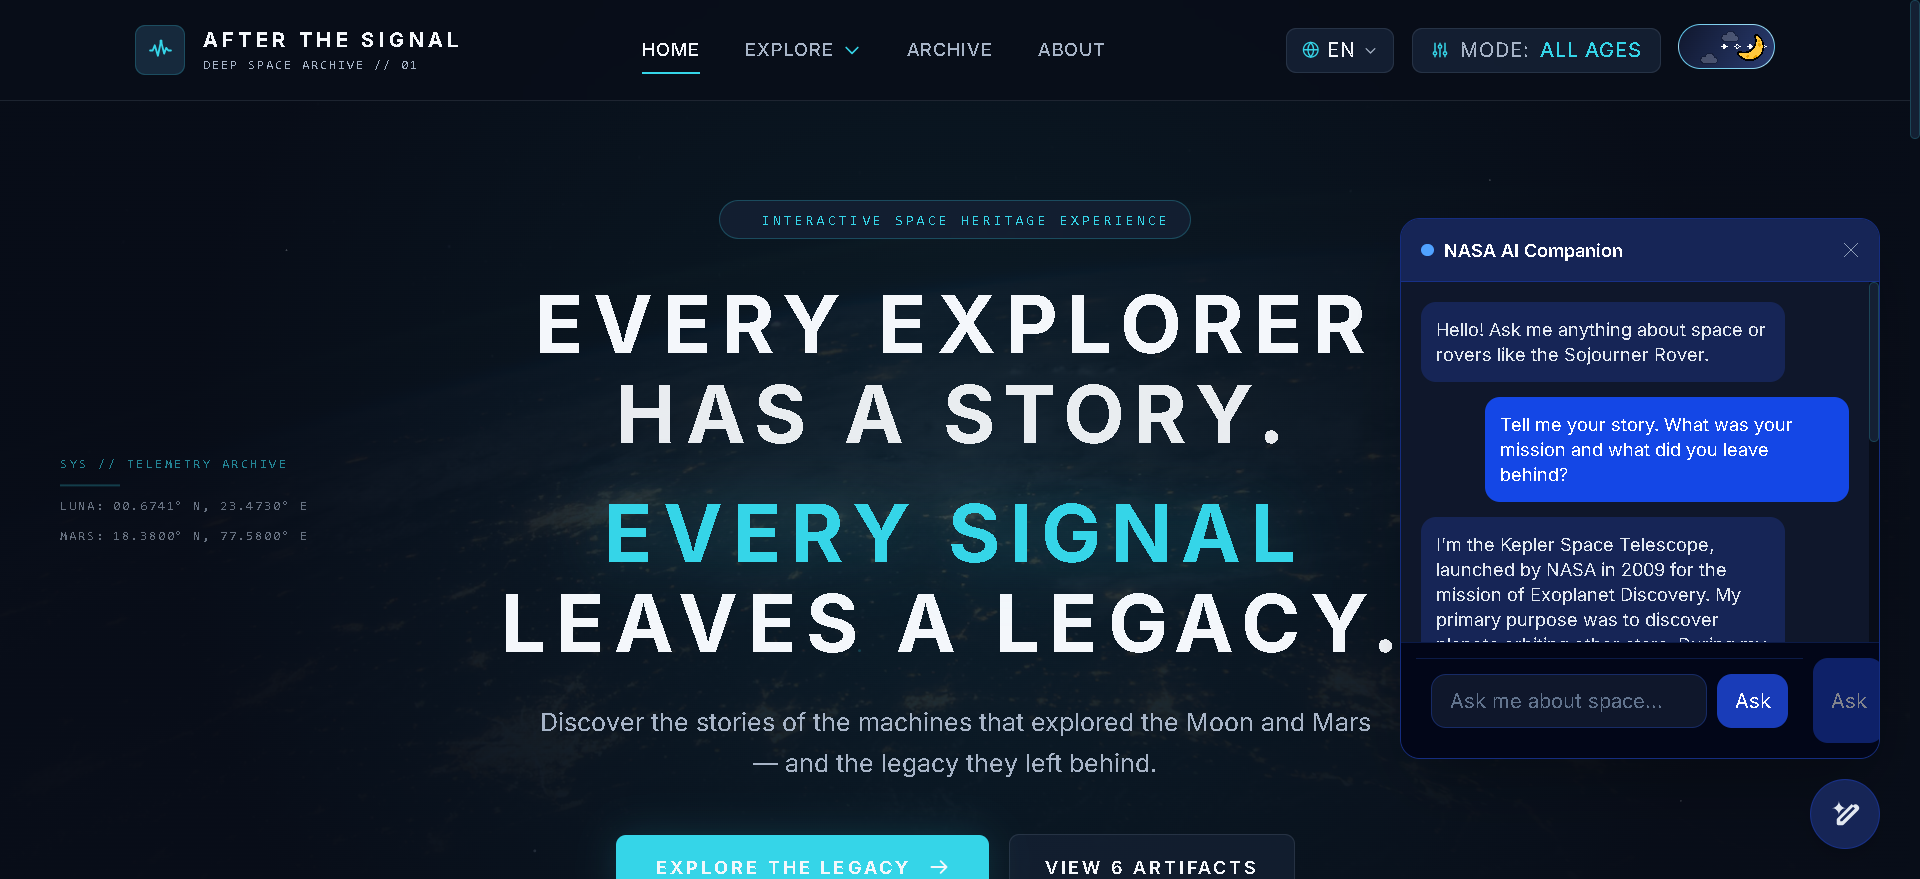 AFTER THE SIGNAL
DEEP SPACE ARCHIVE // 01
HOME
EXPLORE
ARCHIVE
ABOUT
EN
MODE: ALL AGES
INTERACTIVE SPACE HERITAGE EXPERIENCE
EVERY EXPLORER
HAS A STORY.
EVERY SIGNAL
LEAVES A LEGACY.
SYS // TELEMETRY ARCHIVE
LUNA: 00.6741° N, 23.4730° E
MARS: 18.3800° N, 77.5800° E
Discover the stories of the machines that explored the Moon and Mars
— and the legacy they left behind.
EXPLORE THE LEGACY →
VIEW 6 ARTIFACTS
NASA AI Companion
Hello! Ask me anything about space or
rovers like the Sojourner Rover.
Tell me your story. What was your
mission and what did you leave
behind?
I'm the Kepler Space Telescope,
launched by NASA in 2009 for the
mission of Exoplanet Discovery. My
primary purpose was to discover
planets orbiting other stars. During my
Ask me about space...
Ask
Ask